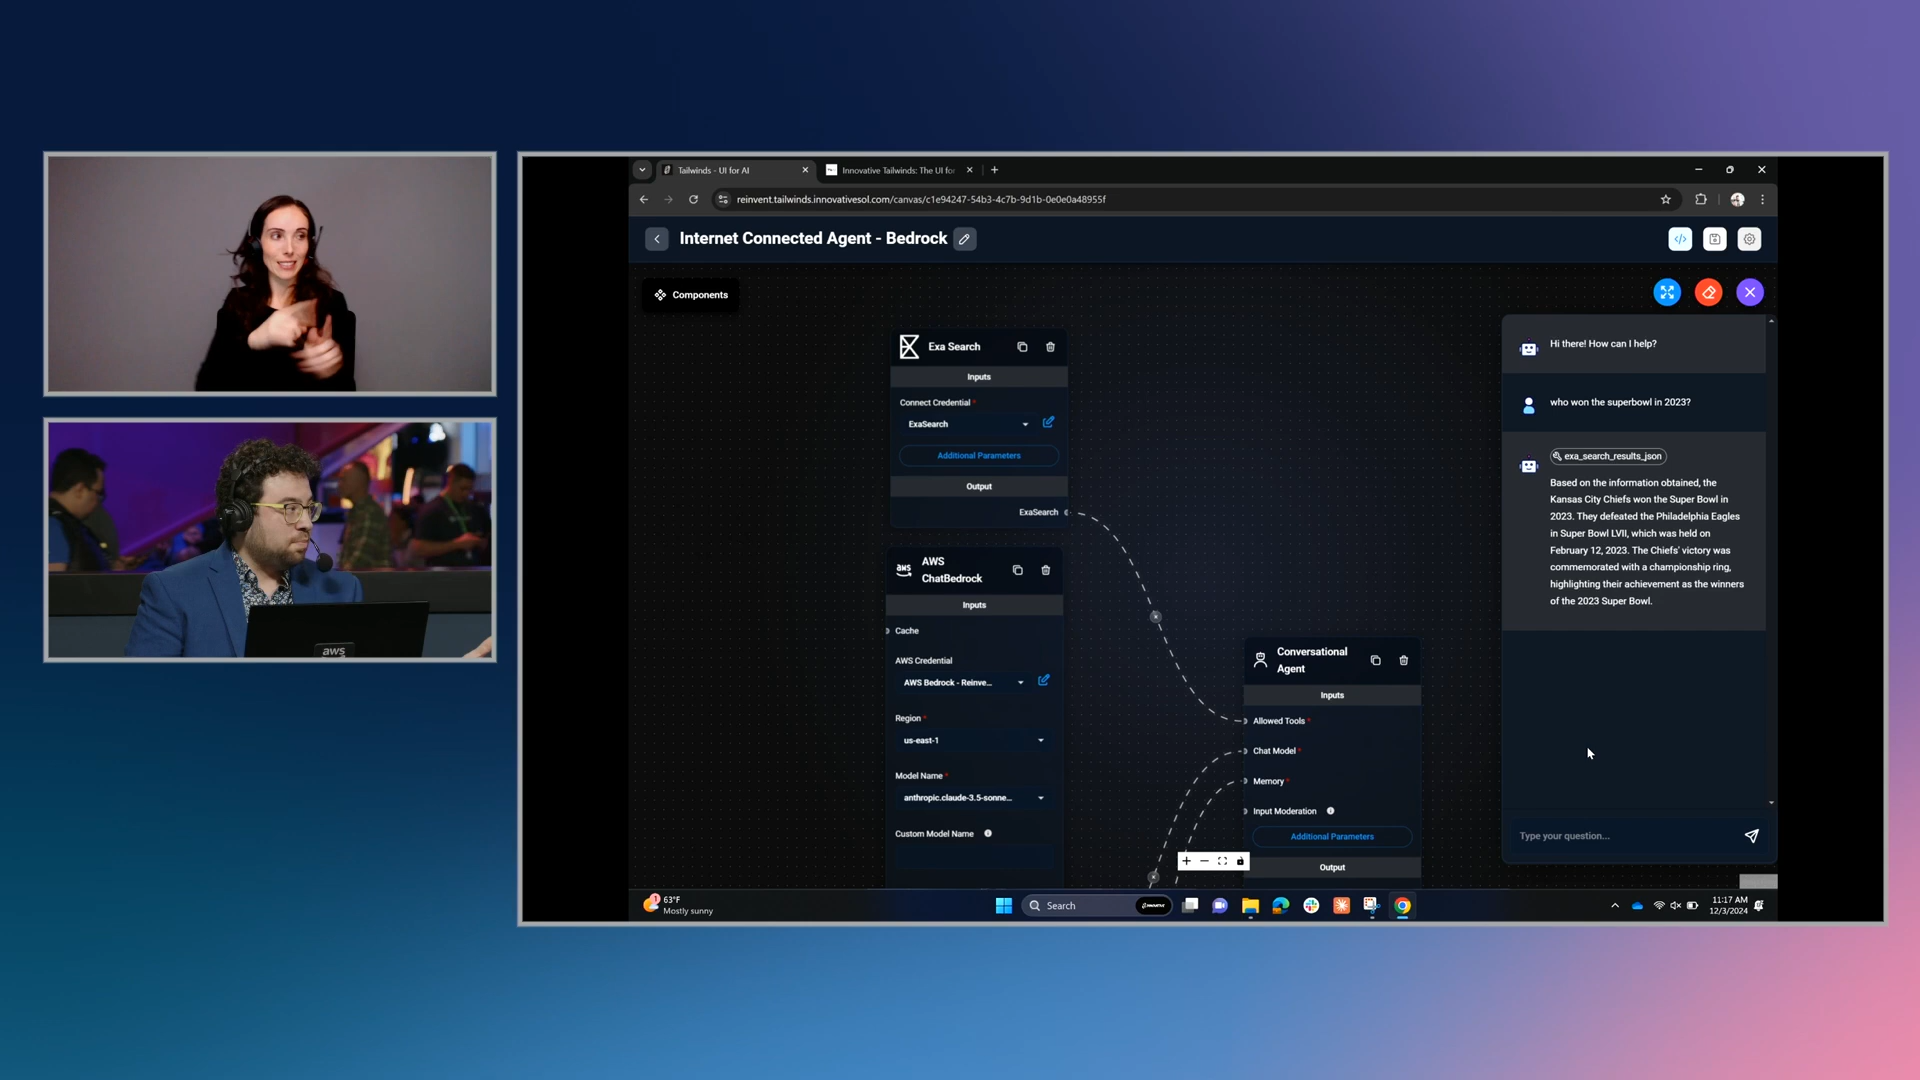 Tailwinds - UI for AI
Innovative Tailwinds: The UI for
reinvent.tailwinds.innovativesol.com/canvas/c1e94247-54b3-4c7b-9d1b-0e0e0a48955f
Internet Connected Agent - Bedrock
</>
Components
Exa Search
Inputs
Connect Credential *
ExaSearch
Additional Parameters
Output
ExaSearch
aws
AWS
ChatBedrock
Inputs
Cache
AWS Credential
AWS Bedrock - Reinve...
Region *
us-east-1
Model Name *
anthropic.claude-3.5-sonne...
Custom Model Name
Conversational
Agent
Inputs
Allowed Tools *
Chat Model *
Memory *
Input Moderation
Additional Parameters
Output
Hi there! How can I help?
who won the superbowl in 2023?
exa_search_results_json
Based on the information obtained, the
Kansas City Chiefs won the Super Bowl in
2023. They defeated the Philadelphia Eagles
in Super Bowl LVII, which was held on
February 12, 2023. The Chiefs' victory was
commemorated with a championship ring,
highlighting their achievement as the winners
of the 2023 Super Bowl.
Type your question...
aws
1
63°F
Mostly sunny
Search
11:17 AM
12/3/2024